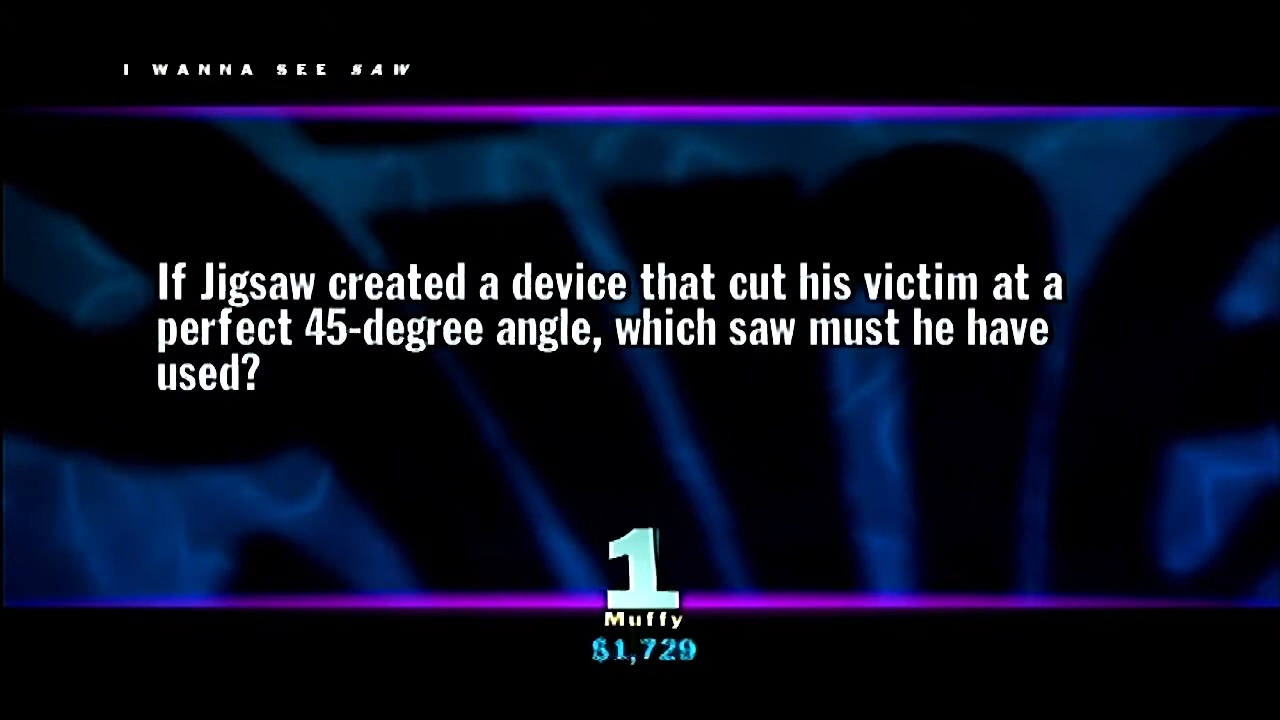 I WANNA SEE SAW
If Jigsaw created a device that cut his victim at a
perfect 45-degree angle, which saw must he have
used?
1
Muffy
$1,729